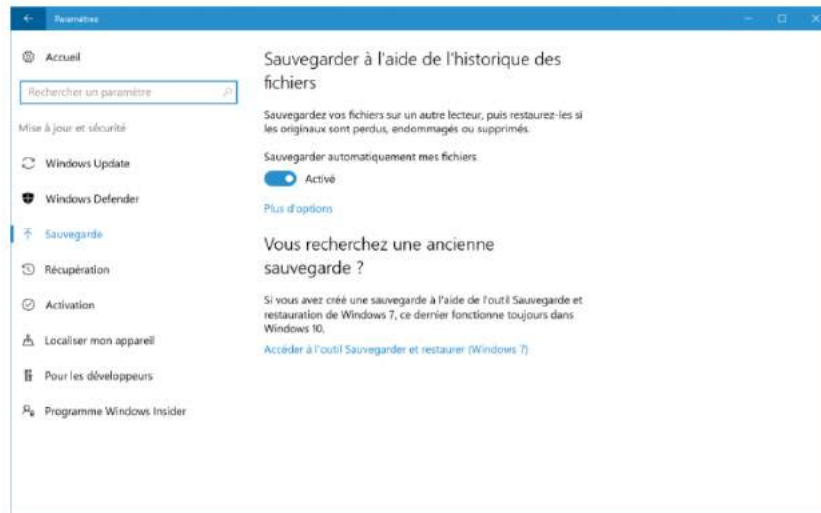 Paramètres
Accueil
Rechercher un paramètre
Mise à jour et sécurité
Windows Update
Windows Defender
Sauvegarde
Récupération
Activation
Localiser mon appareil
Pour les développeurs
Programme Windows Insider
Sauvegarder à l'aide de l'historique des
fichiers
Sauvegardez vos fichiers sur un autre lecteur, puis restaurez-les si
les originaux sont perdus, endommagés ou supprimés.
Sauvegarder automatiquement mes fichiers
Activé
Plus d'options
Vous recherchez une ancienne
sauvegarde ?
Si vous avez créé une sauvegarde à l'aide de l'outil Sauvegarde et
restauration de Windows 7, ce dernier fonctionne toujours dans
Windows 10.
Accéder à l'outil Sauvegarder et restaurer (Windows 7)